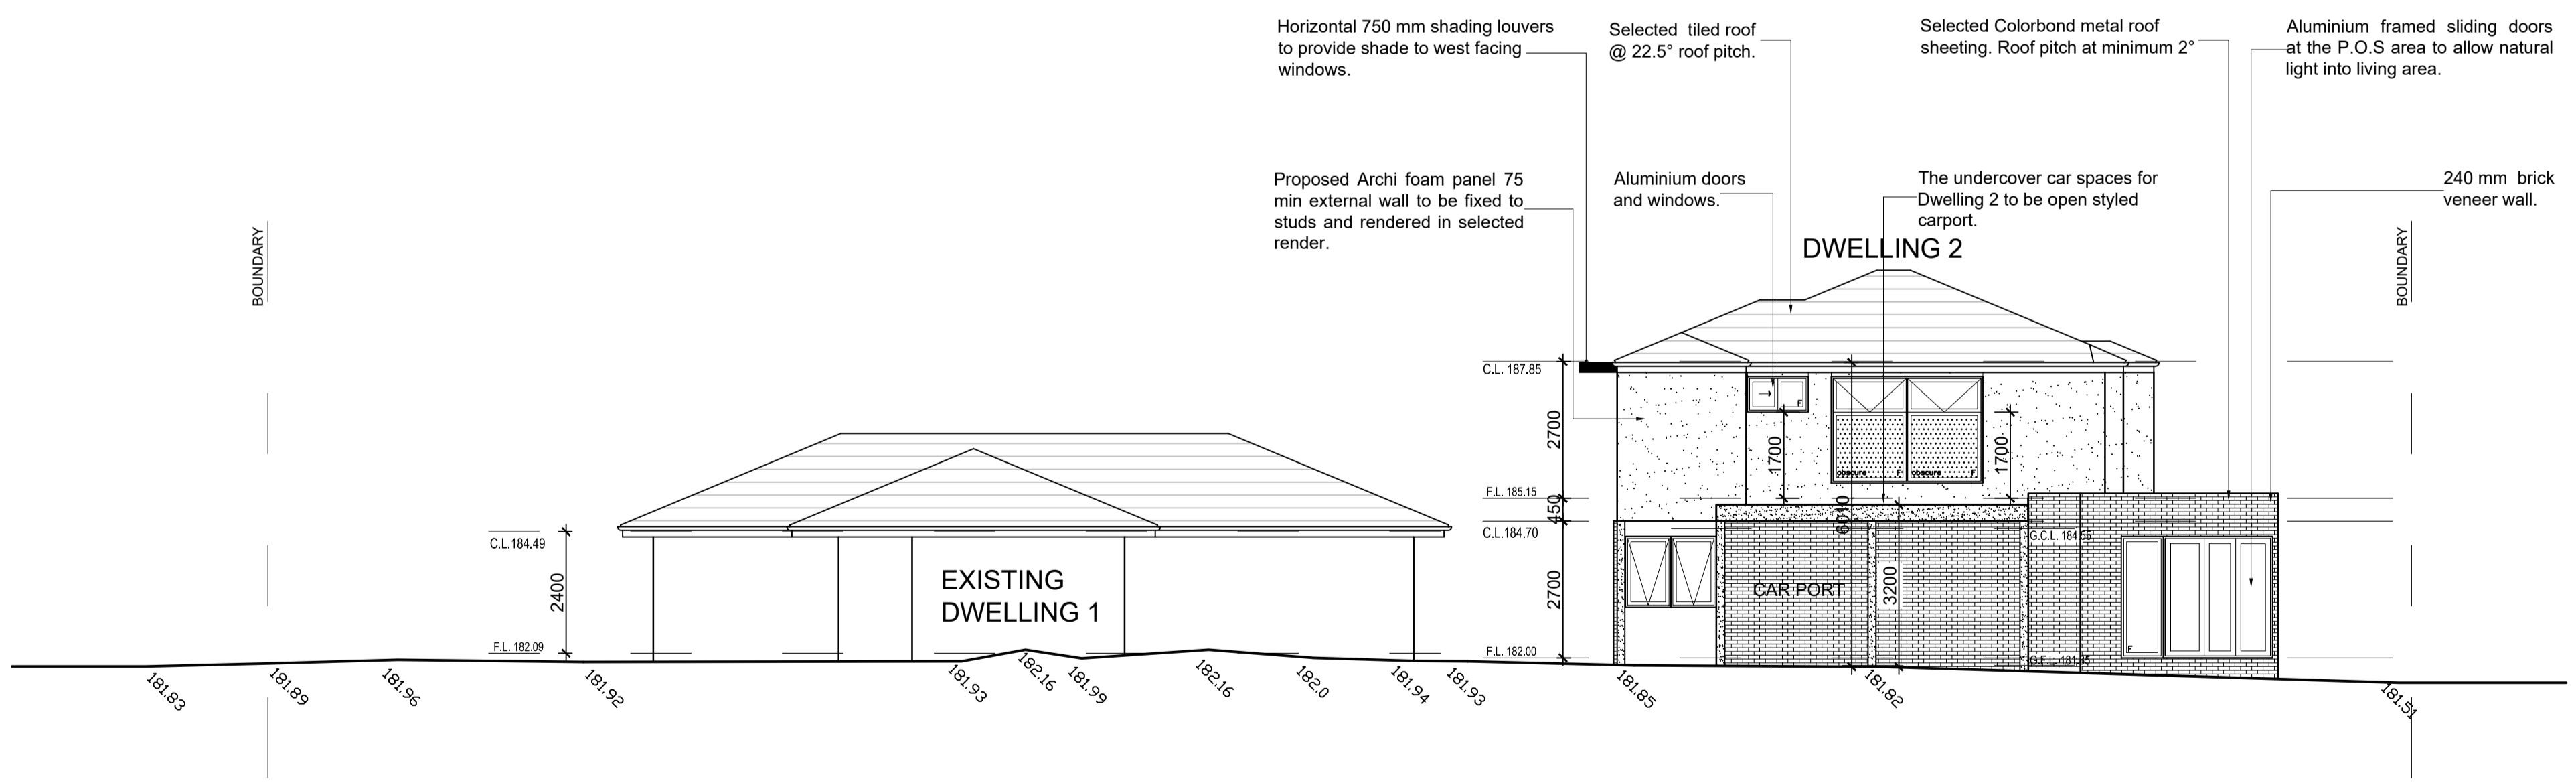 Horizontal 750 mm shading louvers
to provide shade to west facing
windows.
Selected tiled roof
@ 22.5° roof pitch.
Selected Colorbond metal roof
sheeting. Roof pitch at minimum 2°
Aluminium framed sliding doors
at the P.O.S area to allow natural
light into living area.
Proposed Archi foam panel 75
min external wall to be fixed to
studs and rendered in selected
render.
Aluminium doors
and windows.
The undercover car spaces for
Dwelling 2 to be open styled
carport.
240 mm brick
veneer wall.
BOUNDARY
BOUNDARY
DWELLING 2
C.L. 187.85
2700
F.L. 185.15
450
C.L.184.70
2700
F.L. 182.00
F
1700
obscure F
obscure F
1700
6010
3200
CAR PORT
G.C.L. 184.55
G.F.L. 181.85
F
C.L.184.49
2400
F.L. 182.09
EXISTING
DWELLING 1
181.83
181.89
181.96
181.92
181.93
182.16
181.99
182.16
182.0
181.94
181.93
181.85
181.82
181.51